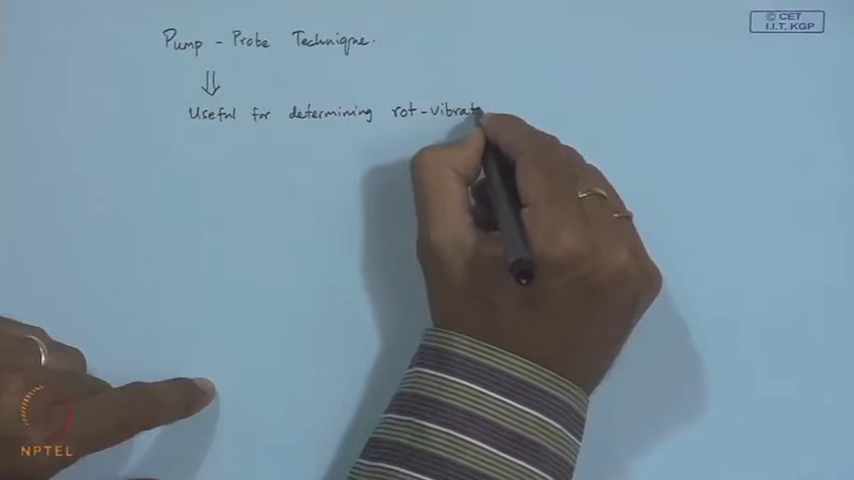 © CET
I.I.T. KGP
Pump - Probe Technique.
Useful for determining rot-vibrat
NPTEL